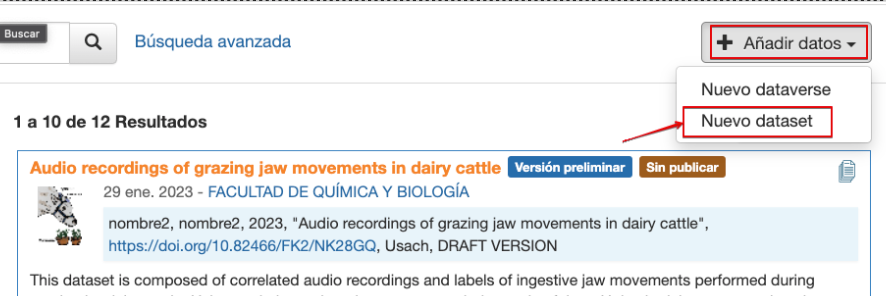 Buscar
Búsqueda avanzada
Añadir datos
Nuevo dataverse
Nuevo dataset
1 a 10 de 12 Resultados
Audio recordings of grazing jaw movements in dairy cattle Versión preliminar Sin publicar
29 ene. 2023 - FACULTAD DE QUÍMICA Y BIOLOGÍA
nombre2, nombre2, 2023, "Audio recordings of grazing jaw movements in dairy cattle",
https://doi.org/10.82466/FK2/NK28GQ, Usach, DRAFT VERSION
This dataset is composed of correlated audio recordings and labels of ingestive jaw movements performed during